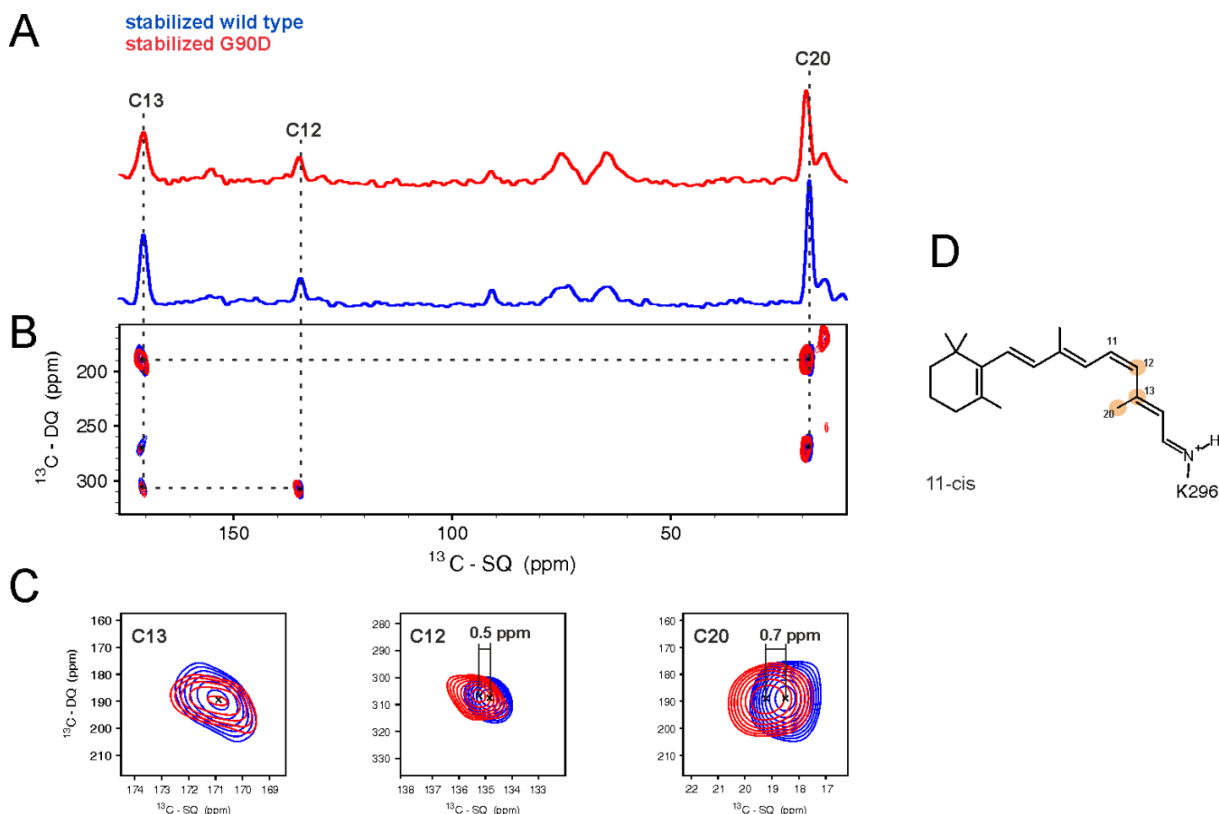 A
stabilized wild type
stabilized G90D
C13
C12
C20
B
¹³C - DQ (ppm)
200
250
300
150
100
50
¹³C - SQ (ppm)
D
11
12
13
20
N
+
H
K296
11-cis
C
C13
¹³C - DQ (ppm)
160
170
180
190
200
210
174
173
172
171
170
169
¹³C - SQ (ppm)
C12
0.5 ppm
280
290
300
310
320
330
138
137
136
135
134
133
¹³C - SQ (ppm)
C20
0.7 ppm
160
170
180
190
200
210
22
21
20
19
18
17
¹³C - SQ (ppm)